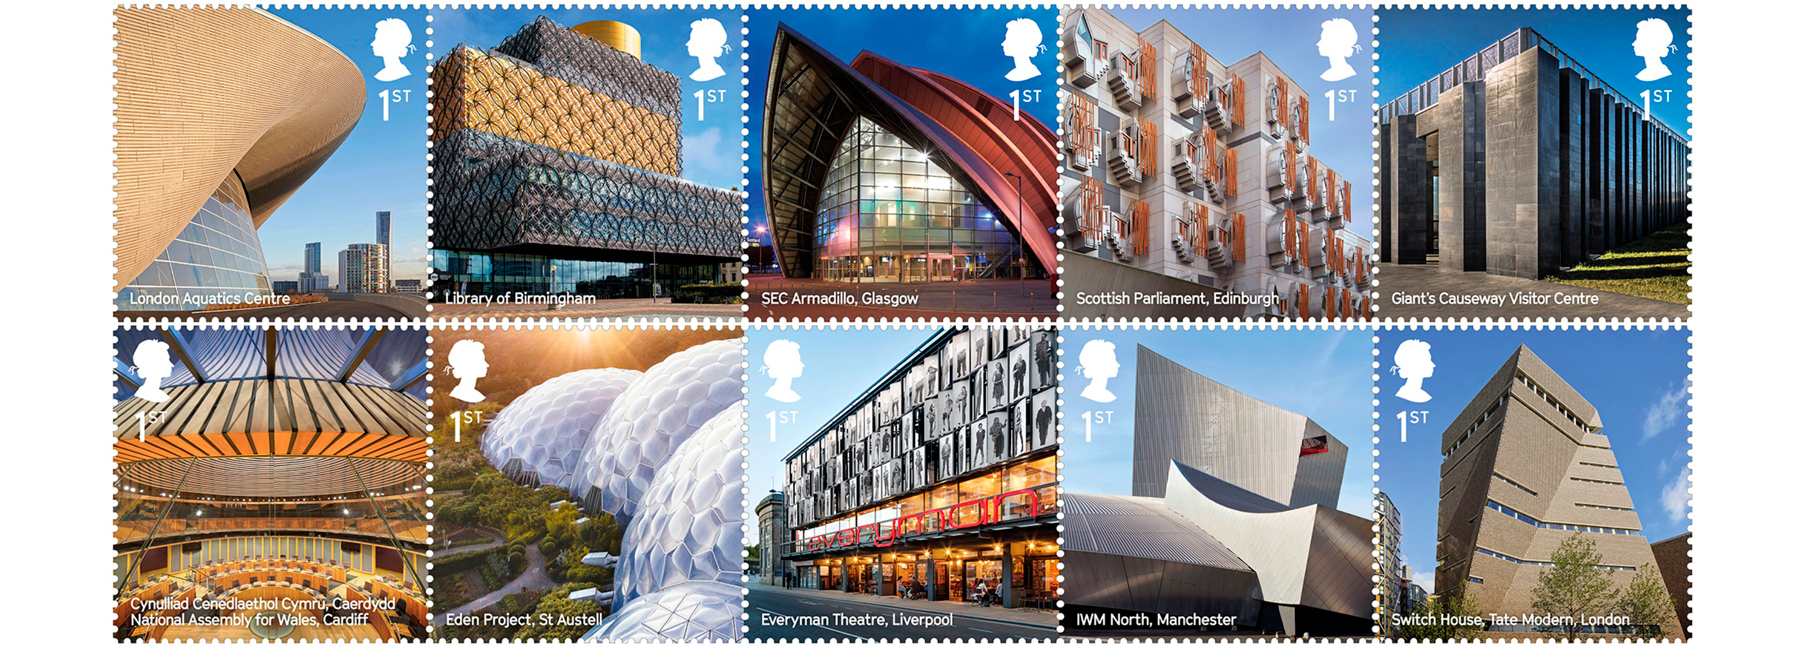 1ST
London Aquatics Centre
1ST
Library of Birmingham
1ST
SEC Armadillo, Glasgow
1ST
Scottish Parliament, Edinburgh
1ST
Giant's Causeway Visitor Centre
1ST
Cynulliad Cenedlaethol Cymru, Caerdydd
National Assembly for Wales, Cardiff
1ST
Eden Project, St Austell
1ST
everyman
Everyman Theatre, Liverpool
1ST
IWM North, Manchester
1ST
Switch House, Tate Modern, London